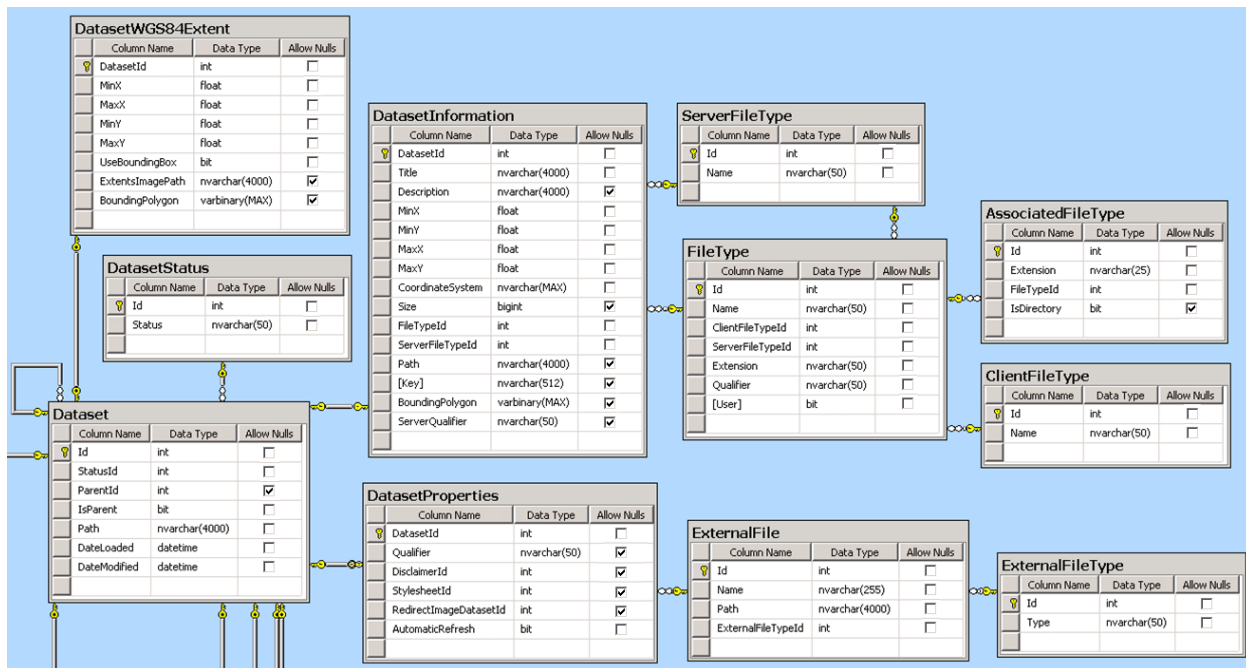 DatasetWGS84Extent
Column Name Data Type Allow Nulls
DatasetId int
MinX float
MaxX float
MinY float
MaxY float
UseBoundingBox bit
ExtentsImagePath nvarchar(4000)
BoundingPolygon varbinary(MAX)
DatasetStatus
Column Name Data Type Allow Nulls
Id int
Status nvarchar(50)
Dataset
Column Name Data Type Allow Nulls
Id int
StatusId int
ParentId int
IsParent bit
Path nvarchar(4000)
DateLoaded datetime
DateModified datetime
DatasetInformation
Column Name Data Type Allow Nulls
DatasetId int
Title nvarchar(4000)
Description nvarchar(4000)
MinX float
MinY float
MaxX float
MaxY float
CoordinateSystem nvarchar(MAX)
Size bigint
FileTypeId int
ServerFileTypeId int
Path nvarchar(4000)
[Key] nvarchar(512)
BoundingPolygon varbinary(MAX)
ServerQualifier nvarchar(50)
DatasetProperties
Column Name Data Type Allow Nulls
DatasetId int
Qualifier nvarchar(50)
DisclaimerId int
StylesheetId int
RedirectImageDatasetId int
AutomaticRefresh bit
ServerFileType
Column Name Data Type Allow Nulls
Id int
Name nvarchar(50)
FileType
Column Name Data Type Allow Nulls
Id int
Name nvarchar(50)
ClientFileTypeId int
ServerFileTypeId int
Extension nvarchar(50)
Qualifier nvarchar(50)
[User] bit
ExternalFile
Column Name Data Type Allow Nulls
Id int
Name nvarchar(255)
Path nvarchar(4000)
ExternalFileTypeId int
AssociatedFileType
Column Name Data Type Allow Nulls
Id int
Extension nvarchar(25)
FileTypeId int
IsDirectory bit
ClientFileType
Column Name Data Type Allow Nulls
Id int
Name nvarchar(50)
ExternalFileType
Column Name Data Type Allow Nulls
Id int
Type nvarchar(50)